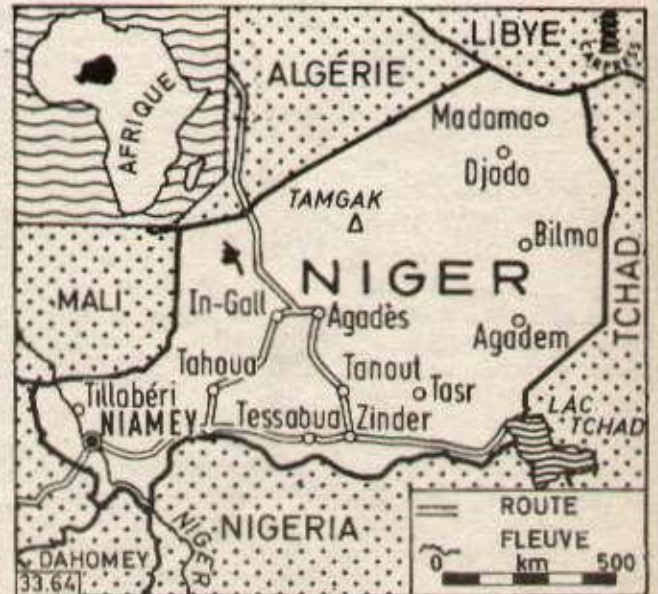 LIBYE
ALGÉRIE
AFRIQUE
Madama
Djado
TAMGAK
Bilma
NIGER
MALI
TCHAD
In-Gall
Agadès
Agadem
Tahoua
Tanout
Tasr
Tillabéri
LAC
TCHAD
NIAMEY
Tessabua
Zinder
ROUTE
NIGERIA
NIGER
FLEUVE
DAHOMEY
0 km 500
33.64